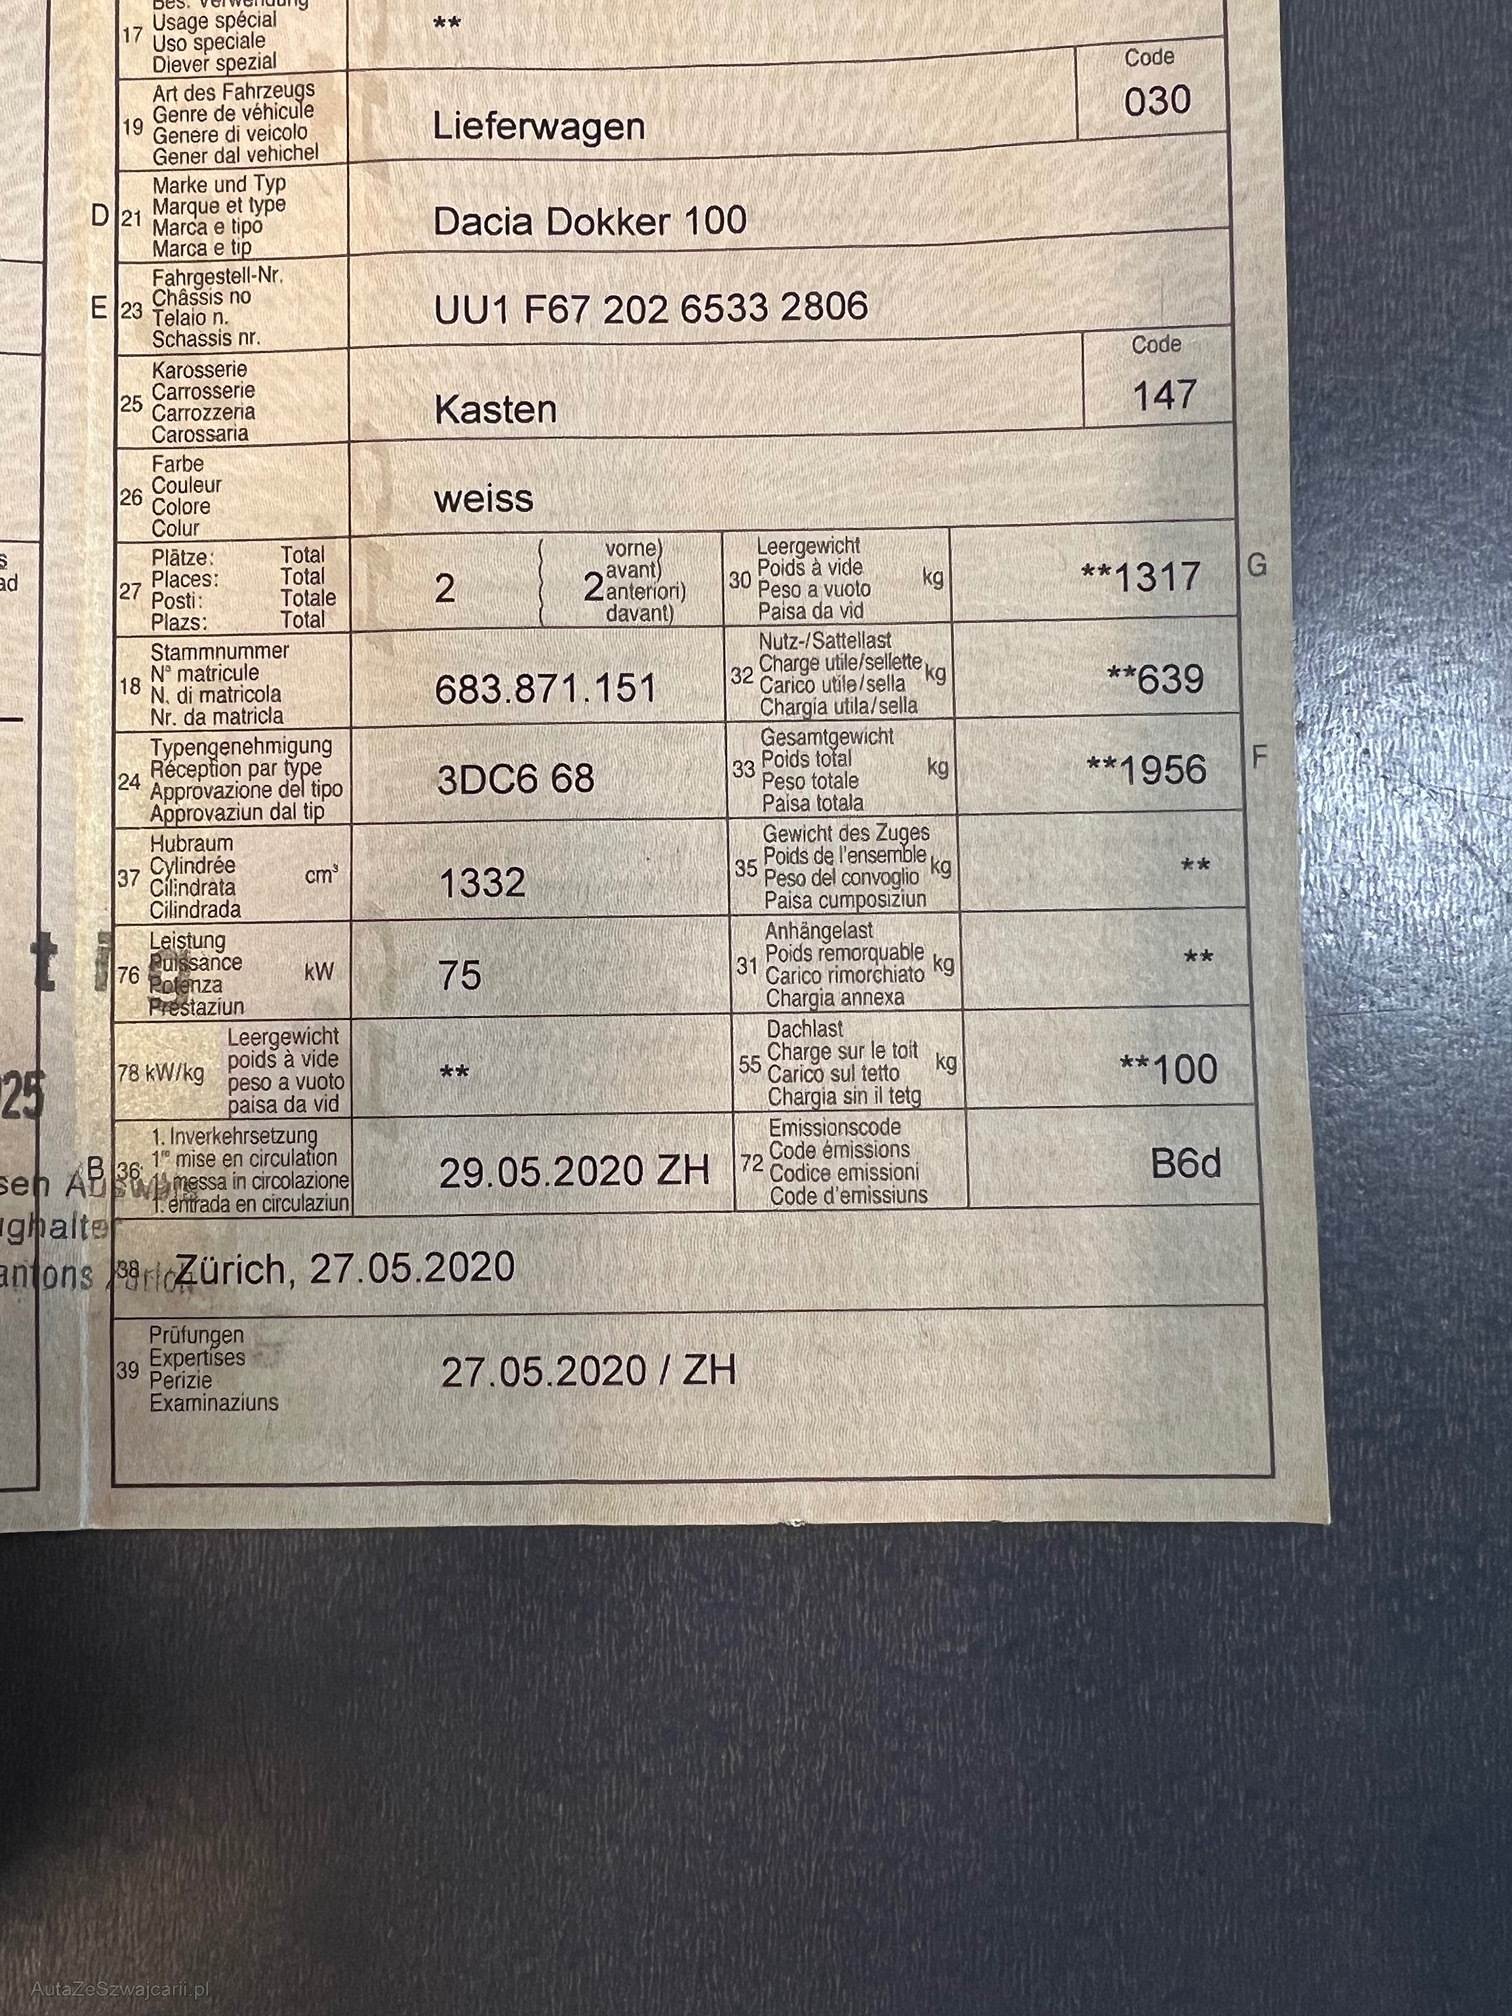 Bes. Verwendung
17 Usage spécial **
Uso speciale
Diever spezial
Code
Art des Fahrzeugs
Genre de véhicule
19 Genere di veicolo Lieferwagen 030
Gener dal vehichel
Marke und Typ
D 21 Marque et type Dacia Dokker 100
Marca e tipo
Marca e tip
Fahrgestell-Nr.
E 23 Châssis no UU1 F67 202 6533 2806
Telaio n.
Schassis nr.
Code
Karosserie
25 Carrosserie Kasten 147
Carrozzeria
Carossaria
Farbe
26 Couleur weiss
Colore
Colur
27 Plätze: Total
Places: Total
Posti: Totale
Plazs: Total
2 ( 2 vorne)
avant)
anteriori)
davant)
30 Leergewicht
Poids à vide kg **1317 G
Peso a vuoto
Paisa da vid
18 Stammnummer
Nº matricule
N. di matricola 683.871.151
Nr. da matricla
32 Nutz-/Sattellast
Charge utile/sellette kg **639
Carico utile/sella
Chargia utila/sella
24 Typengenehmigung
Réception par type 3DC6 68
Approvazione del tipo
Approvaziun dal tip
33 Gesamtgewicht
Poids total kg **1956 F
Peso totale
Paisa totala
37 Hubraum
Cylindrée cm³ 1332
Cilindrata
Cilindrada
35 Gewicht des Zuges
Poids de l'ensemble kg **
Peso del convoglio
Paisa cumposiziun
76 Leistung
Puissance kW 75
Potenza
Prestaziun
31 Anhängelast
Poids remorquable kg **
Carico rimorchiato
Chargia annexa
78 kW/kg Leergewicht
poids à vide **
peso a vuoto
paisa da vid
55 Dachlast
Charge sur le toit kg **100
Carico sul tetto
Chargia sin il tetg
B 36 1. Inverkehrsetzung
1re mise en circulation 29.05.2020 ZH
1. messa in circolazione
1. entrada en circulaziun
72 Emissionscode
Code émissions B6d
Codice emissioni
Code d'emissiuns
38 Zürich, 27.05.2020
39 Prüfungen
Expertises 27.05.2020 / ZH
Perizie
Examinaziuns
AutaZeSzwajcarii.pl